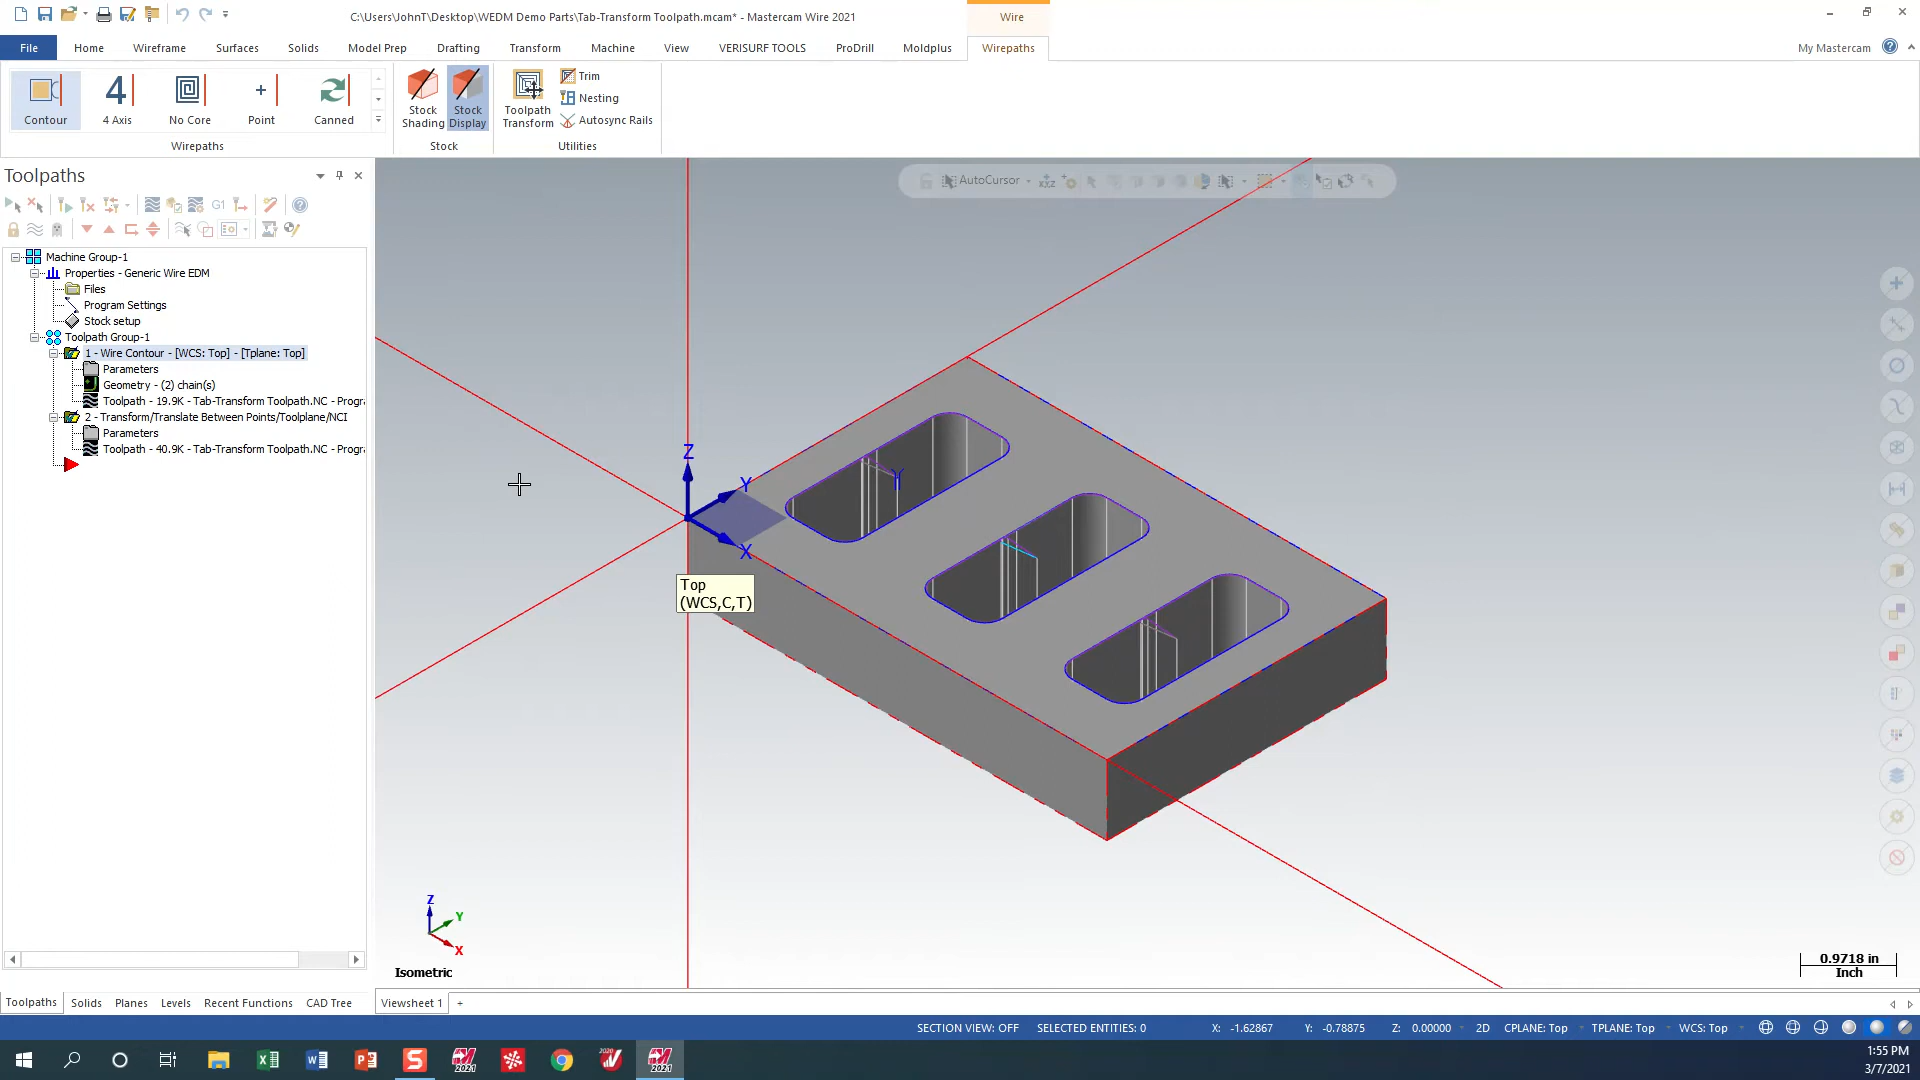 C:\Users\JohnT\Desktop\WEDM Demo Parts\Tab-Transform Toolpath.mcam* - Mastercam Wire 2021
Wire
File
Home
Wireframe
Surfaces
Solids
Model Prep
Drafting
Transform
Machine
View
VERISURF TOOLS
ProDrill
Moldplus
Wirepaths
My Mastercam
Contour
4 Axis
No Core
Point
Canned
Wirepaths
Stock Shading
Stock Display
Stock
Toolpath Transform
Trim
Nesting
Autosync Rails
Utilities
Toolpaths
G1
AutoCursor
XYZ
Machine Group-1
Properties - Generic Wire EDM
Files
Program Settings
Stock setup
Toolpath Group-1
1 - Wire Contour - [WCS: Top] - [Tplane: Top]
Parameters
Geometry - (2) chain(s)
Toolpath - 19.9K - Tab-Transform Toolpath.NC - Progra
2 - Transform/Translate Between Points/Toolplane/NCI
Parameters
Toolpath - 40.9K - Tab-Transform Toolpath.NC - Progra
Z
Y
X
Y
Top
(WCS,C,T)
Z
Y
X
Isometric
0.9718 in
Inch
Toolpaths
Solids
Planes
Levels
Recent Functions
CAD Tree
Viewsheet 1
+
SECTION VIEW: OFF
SELECTED ENTITIES: 0
X: -1.62867
Y: -0.78875
Z: 0.00000
2D
CPLANE: Top
TPLANE: Top
WCS: Top
2021
2020
2021
1:55 PM
3/7/2021